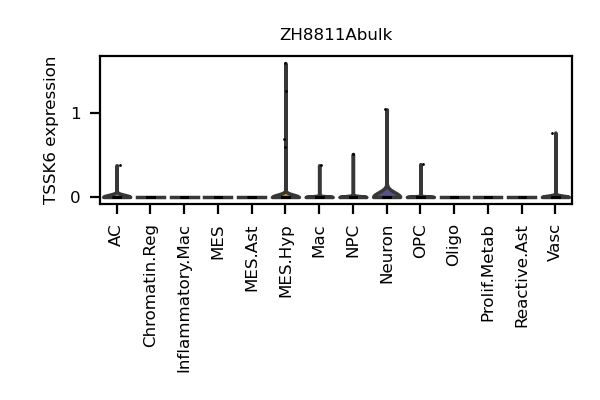 ZH8811Abulk
TSSK6 expression
1
0
AC
Chromatin.Reg
Inflammatory.Mac
MES
MES.Ast
MES.Hyp
Mac
NPC
Neuron
OPC
Oligo
Prolif.Metab
Reactive.Ast
Vasc